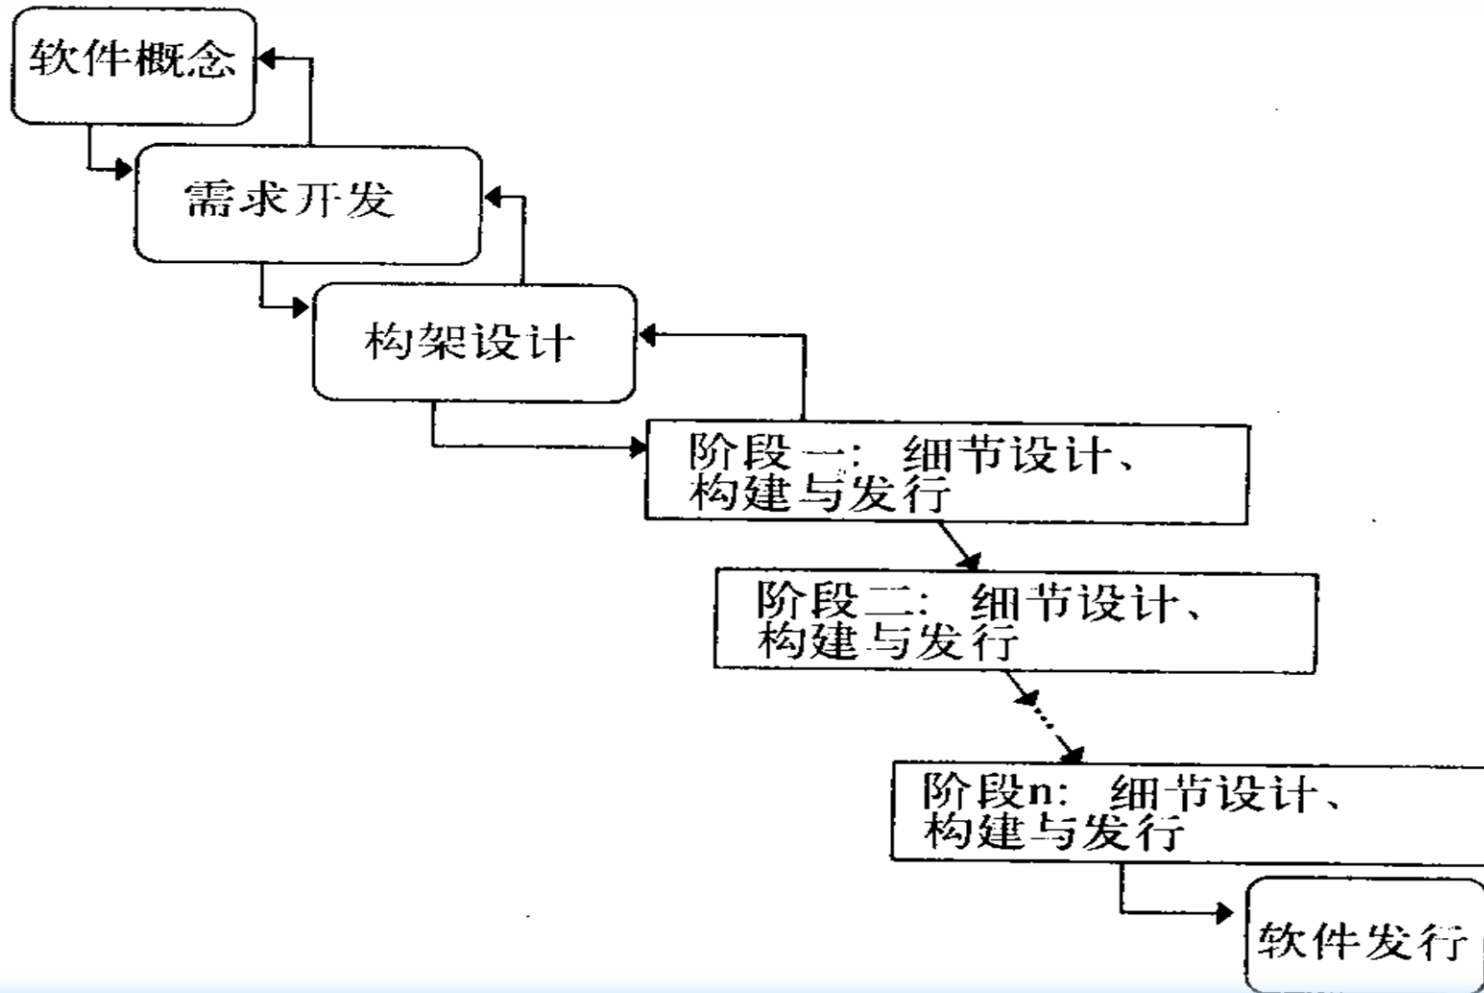 软件概念
需求开发
构架设计
阶段一: 细节设计、
构建与发行
阶段二: 细节设计、
构建与发行
阶段n: 细节设计、
构建与发行
软件发行